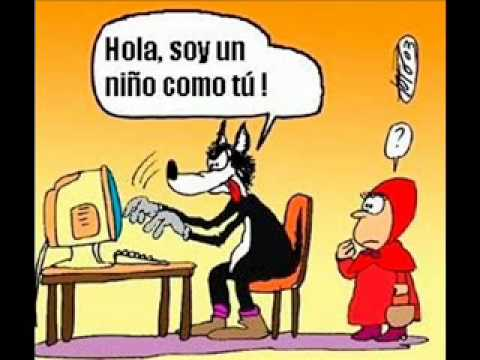 Hola, soy un
niño como tú !
?